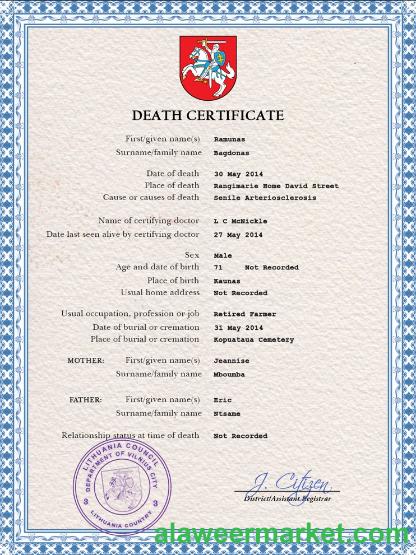 DEATH CERTIFICATE
First/given name(s) Ramunas
Surname/family name Bagdonas
Date of death 30 May 2014
Place of death Rangimarie Home David Street
Cause or causes of death Senile Arteriosclerosis
Name of certifying doctor L C McNickle
Date last seen alive by certifying doctor 27 May 2014
Sex Male
Age and date of birth 71 Not Recorded
Place of birth Kaunas
Usual home address Not Recorded
Usual occupation, profession or job Retired Farmer
Date of burial or cremation 31 May 2014
Place of burial or cremation Kopuataua Cemetery
MOTHER: First/given name(s) Jeannise
Surname/family name Mboumba
FATHER: First/given name(s) Eric
Surname/family name Ntsame
Relationship status at time of death Not Recorded
LITHUANIA COUNCIL
DEPARTMENT OF VILNIUS CITY
LITHUANIA COUNTRY
J. Citizen
District/Assistant Registrar
alaweermarket.com